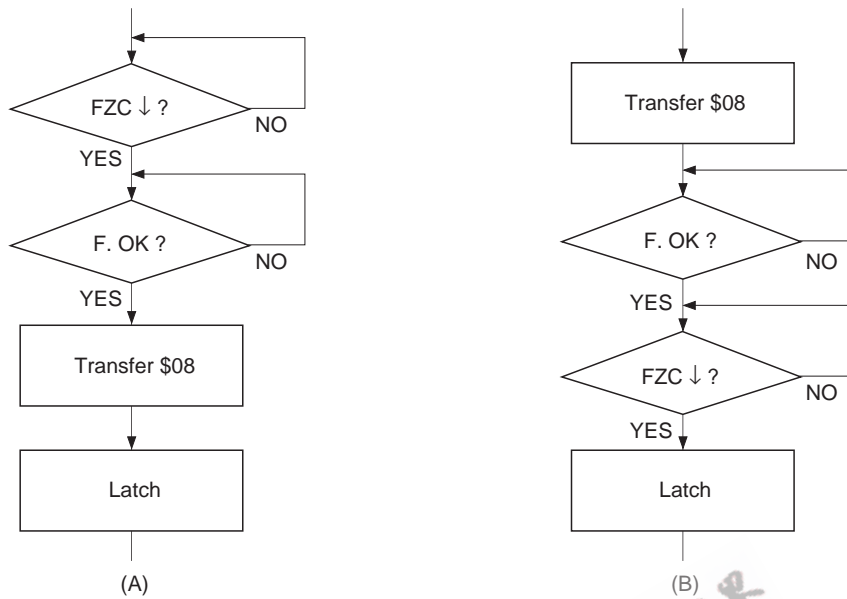 FZC ↓ ?
NO
YES
F. OK ?
NO
YES
Transfer $08
Latch
(A)
Transfer $08
F. OK ?
NO
YES
FZC ↓ ?
NO
YES
Latch
(B)